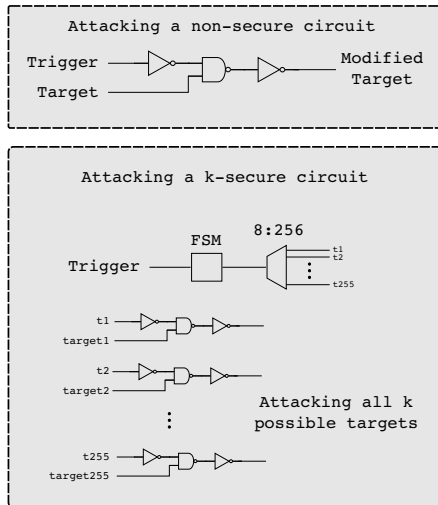 Attacking a non-secure circuit
Trigger
Target
Modified
Target
Attacking a k-secure circuit
8:256
FSM
Trigger
t1
t2
t255
t1
target1
t2
target2
Attacking all k
possible targets
t255
target255